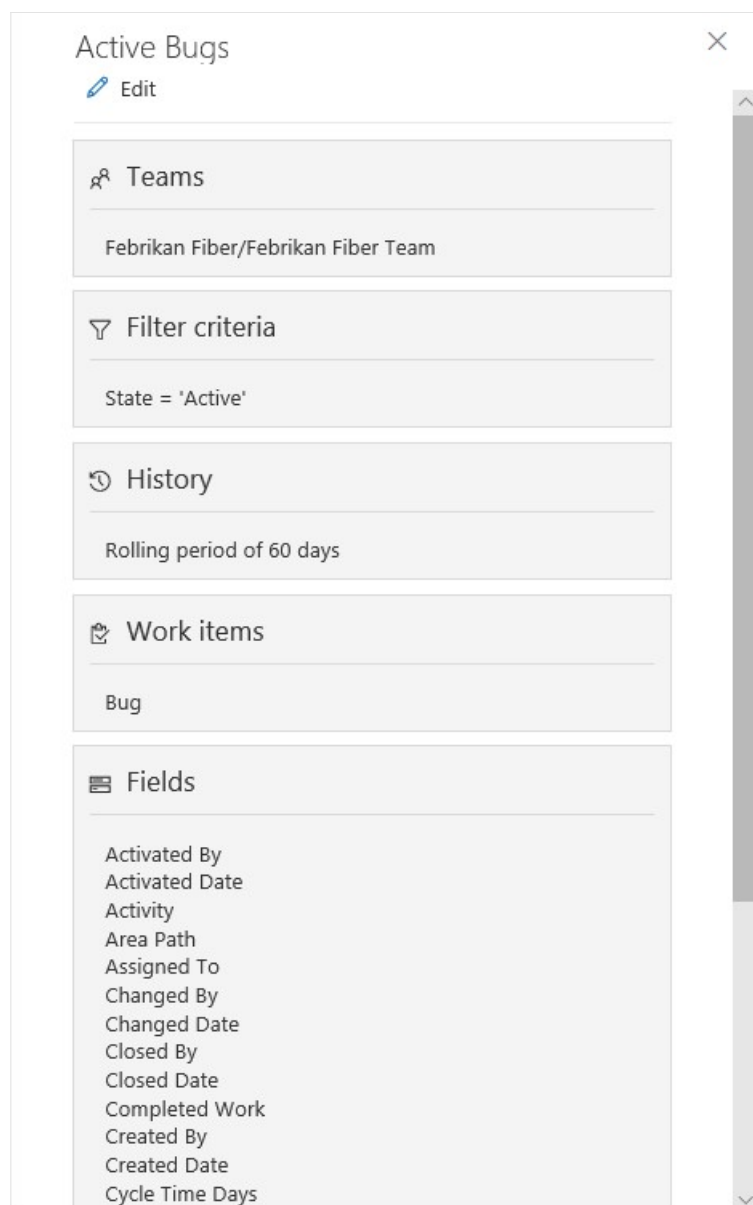 Active Bugs
Edit
Teams
Febrikan Fiber/Febrikan Fiber Team
Filter criteria
State = 'Active'
History
Rolling period of 60 days
Work items
Bug
Fields
Activated By
Activated Date
Activity
Area Path
Assigned To
Changed By
Changed Date
Closed By
Closed Date
Completed Work
Created By
Created Date
Cycle Time Days